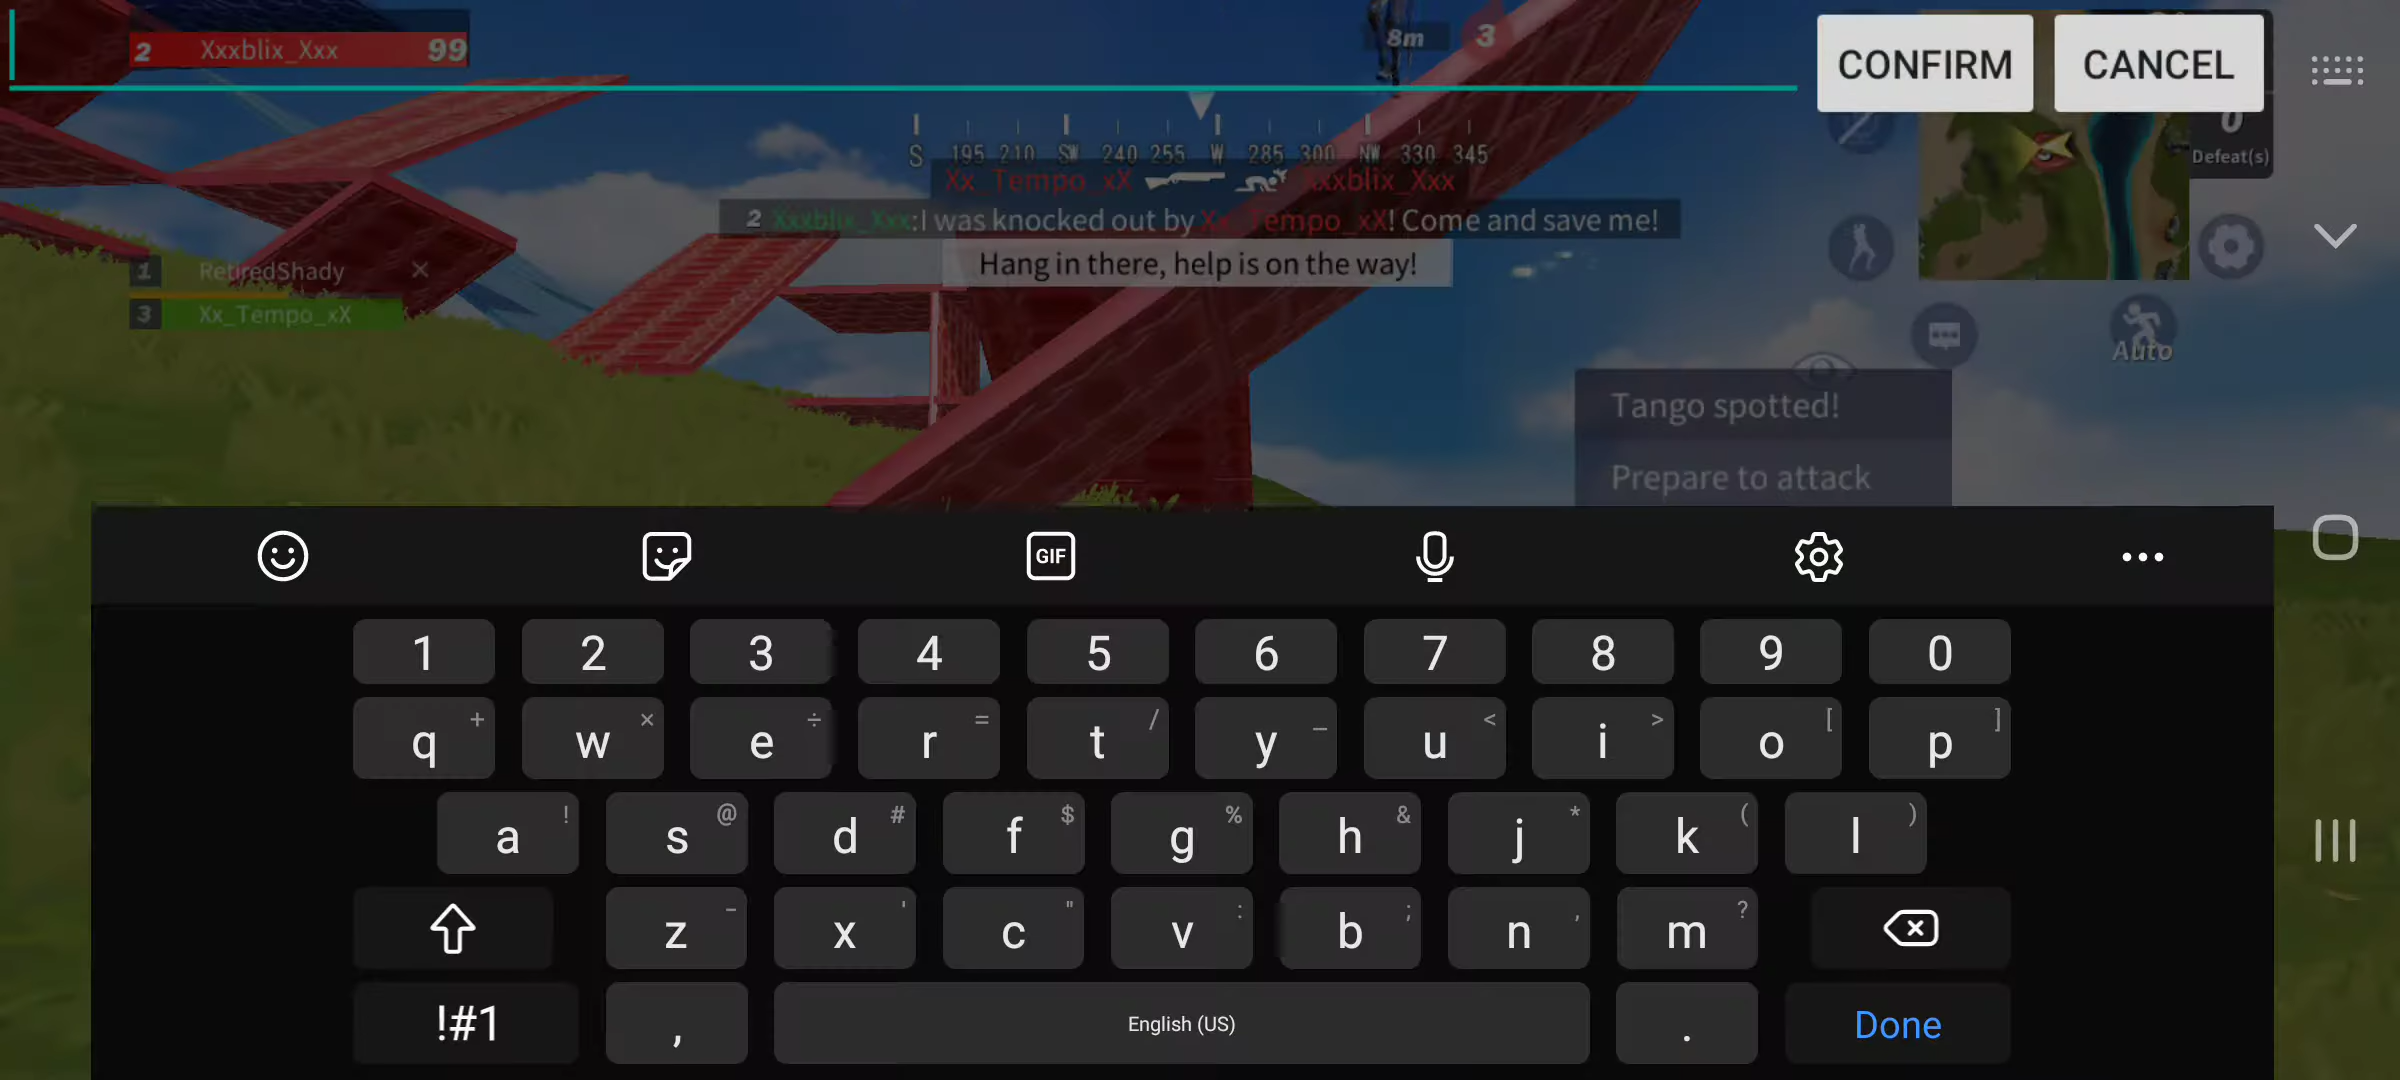 2 Xxxblix_Xxx 99
8m 3
CONFIRM CANCEL
S 195 210 SW 240 255 W 285 300 NW 330 345
0
Defeat(s)
Xx_Tempo_xX Xxxblix_Xxx
2 Xxxblix_Xxx:I was knocked out by Xx_Tempo_xX! Come and save me!
Hang in there, help is on the way!
1 RetiredShady ×
3 Xx_Tempo_xX
Auto
Tango spotted!
Prepare to attack
GIF
1 2 3 4 5 6 7 8 9 0
q + w × e ÷ r = t / y _ u < i > o [ p ]
a ! s @ d # f $ g % h & j * k ( l )
z - x ' c " v : b ; n , m ?
!#1 , English (US) . Done